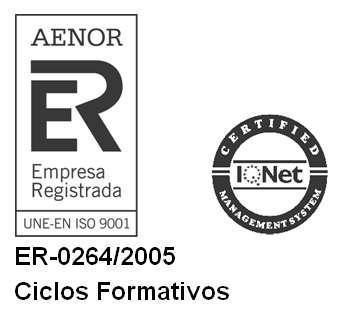 AENOR
ER
Empresa
Registrada
UNE-EN ISO 9001
CERTIFIED
IQNet
MANAGEMENT SYSTEM
ER-0264/2005
Ciclos Formativos